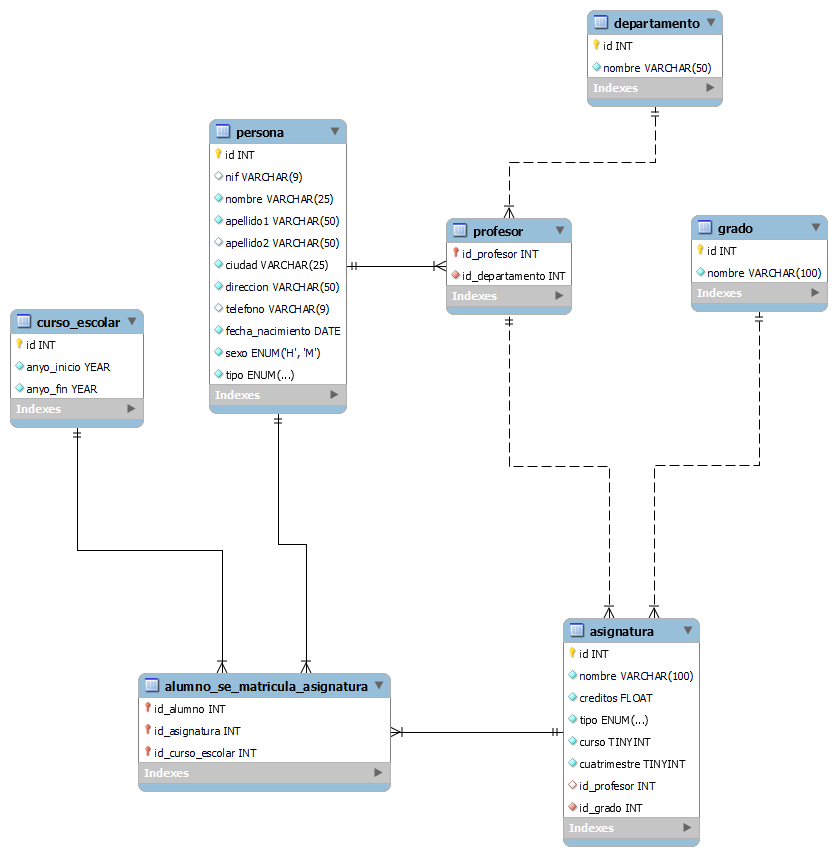 departamento
id INT
nombre VARCHAR(50)
Indexes
persona
id INT
nif VARCHAR(9)
nombre VARCHAR(25)
apellido1 VARCHAR(50)
apellido2 VARCHAR(50)
ciudad VARCHAR(25)
direccion VARCHAR(50)
telefono VARCHAR(9)
fecha_nacimiento DATE
sexo ENUM('H', 'M')
tipo ENUM(...)
Indexes
profesor
id_profesor INT
id_departamento INT
Indexes
grado
id INT
nombre VARCHAR(100)
Indexes
curso_escolar
id INT
anyo_inicio YEAR
anyo_fin YEAR
Indexes
alumno_se_matricula_asignatura
id_alumno INT
id_asignatura INT
id_curso_escolar INT
Indexes
asignatura
id INT
nombre VARCHAR(100)
creditos FLOAT
tipo ENUM(...)
curso TINYINT
cuatrimestre TINYINT
id_profesor INT
id_grado INT
Indexes